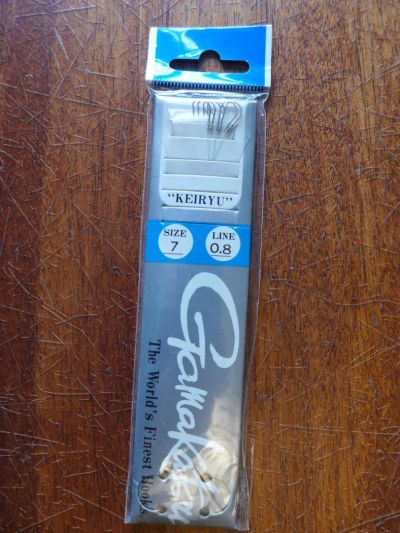 "KEIRYU"
SIZE
7
LINE
0.8
Gamakatsu
The World's Finest Hooks.